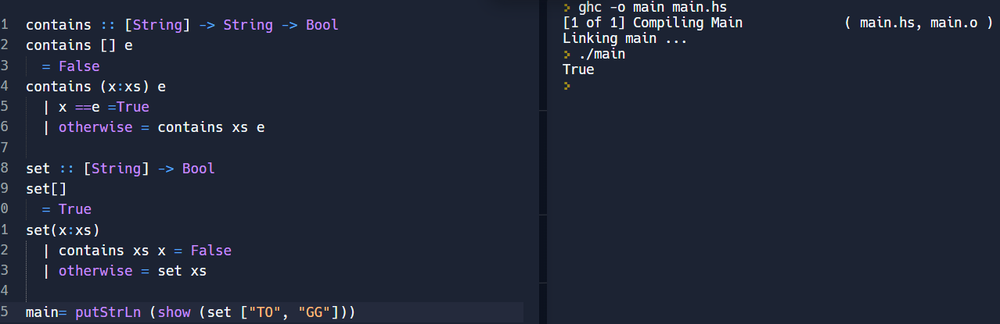 1 contains :: [String] -> String -> Bool
2 contains [] e
3   = False
4 contains (x:xs) e
5   | x ==e =True
6   | otherwise = contains xs e
7
8 set :: [String] -> Bool
9 set[]
0   = True
1 set(x:xs)
2   | contains xs x = False
3   | otherwise = set xs
4
5 main= putStrLn (show (set ["TO", "GG"]))
> ghc -o main main.hs
[1 of 1] Compiling Main             ( main.hs, main.o )
Linking main ...
> ./main
True
>